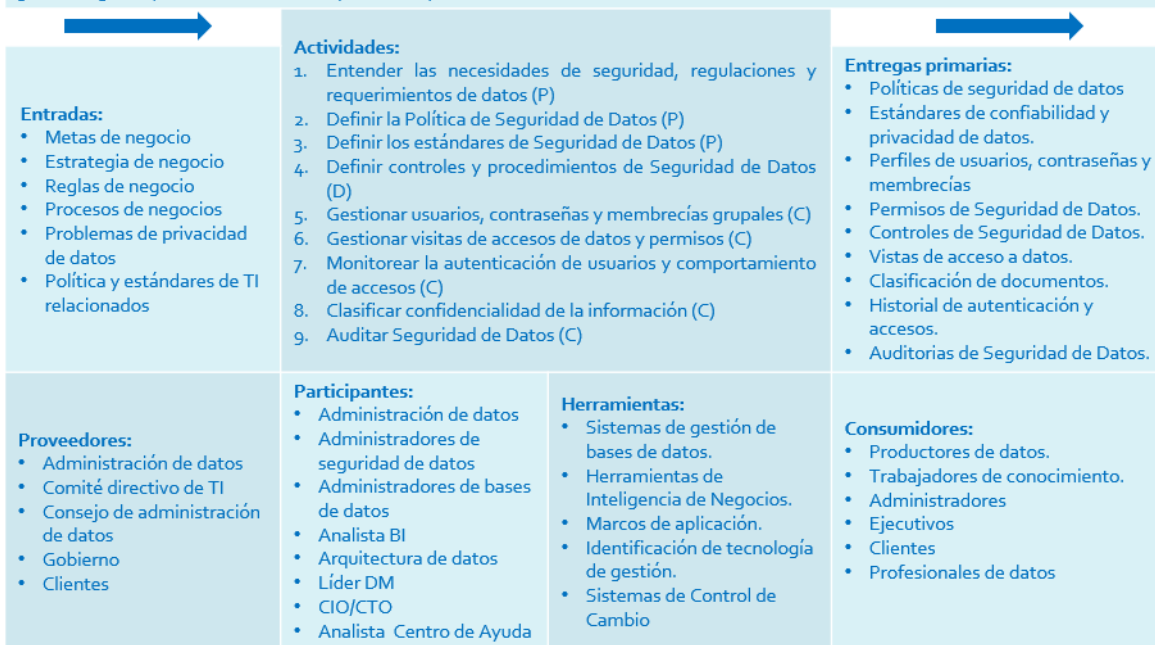 Entradas:
• Metas de negocio
• Estrategia de negocio
• Reglas de negocio
• Procesos de negocios
• Problemas de privacidad
de datos
• Política y estándares de TI
relacionados
Actividades:
1. Entender las necesidades de seguridad, regulaciones y
requerimientos de datos (P)
2. Definir la Política de Seguridad de Datos (P)
3. Definir los estándares de Seguridad de Datos (P)
4. Definir controles y procedimientos de Seguridad de Datos
(D)
5. Gestionar usuarios, contraseñas y membrecías grupales (C)
6. Gestionar visitas de accesos de datos y permisos (C)
7. Monitorear la autenticación de usuarios y comportamiento
de accesos (C)
8. Clasificar confidencialidad de la información (C)
9. Auditar Seguridad de Datos (C)
Entregas primarias:
• Políticas de seguridad de datos
• Estándares de confiabilidad y
privacidad de datos.
• Perfiles de usuarios, contraseñas y
membrecías
• Permisos de Seguridad de Datos.
• Controles de Seguridad de Datos.
• Vistas de acceso a datos.
• Clasificación de documentos.
• Historial de autenticación y
accesos.
• Auditorias de Seguridad de Datos.
Proveedores:
• Administración de datos
• Comité directivo de TI
• Consejo de administración
de datos
• Gobierno
• Clientes
Participantes:
• Administración de datos
• Administradores de
seguridad de datos
• Administradores de bases
de datos
• Analista BI
• Arquitectura de datos
• Líder DM
• CIO/CTO
• Analista Centro de Ayuda
Herramientas:
• Sistemas de gestión de
bases de datos.
• Herramientas de
Inteligencia de Negocios.
• Marcos de aplicación.
• Identificación de tecnología
de gestión.
• Sistemas de Control de
Cambio
Consumidores:
• Productores de datos.
• Trabajadores de conocimiento.
• Administradores
• Ejecutivos
• Clientes
• Profesionales de datos